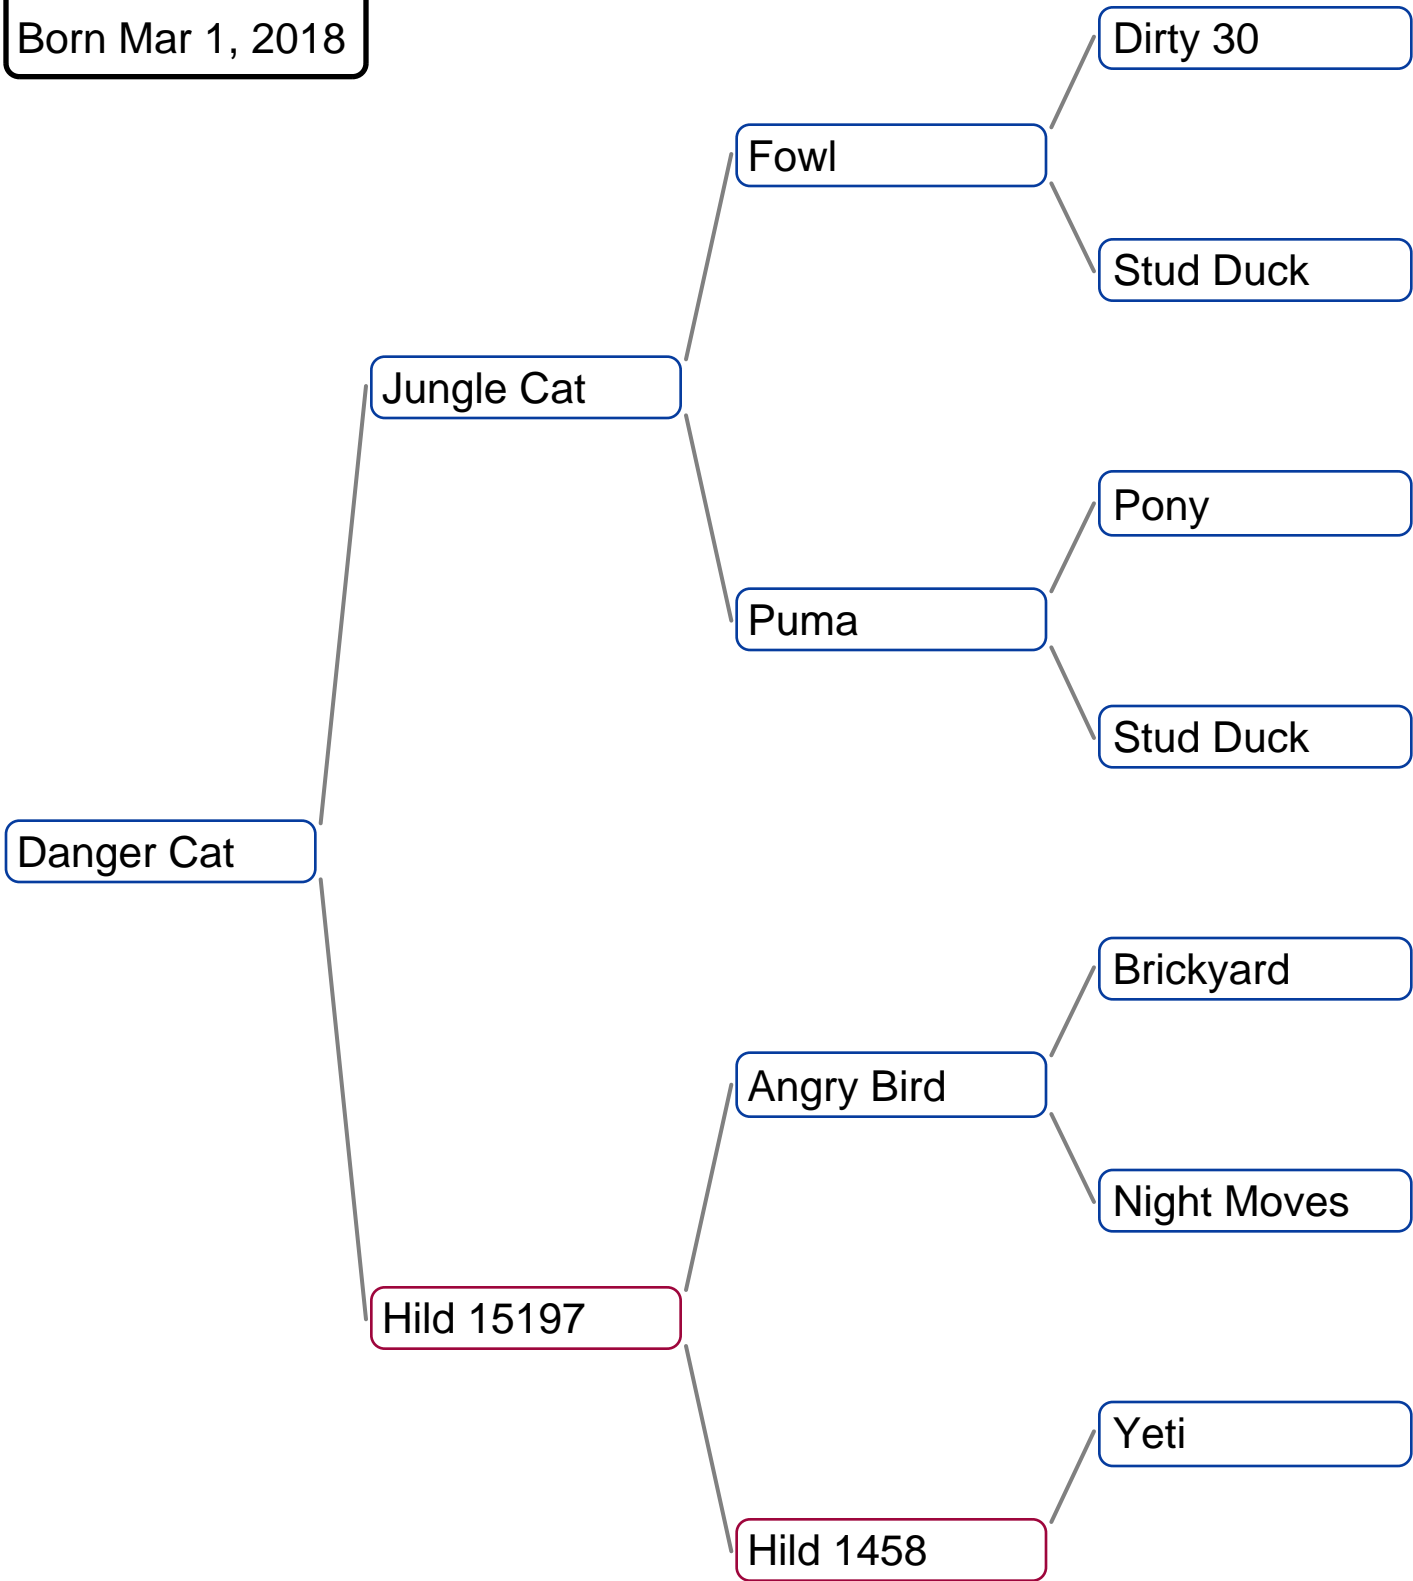 Born Mar 1, 2018
Dirty 30
Fowl
Stud Duck
Jungle Cat
Pony
Puma
Stud Duck
Danger Cat
Brickyard
Angry Bird
Night Moves
Hild 15197
Yeti
Hild 1458